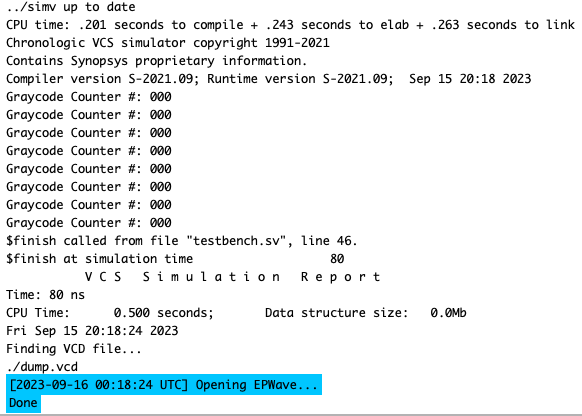 ../simv up to date
CPU time: .201 seconds to compile + .243 seconds to elab + .263 seconds to link
Chronologic VCS simulator copyright 1991-2021
Contains Synopsys proprietary information.
Compiler version S-2021.09; Runtime version S-2021.09;  Sep 15 20:18 2023
Graycode Counter #: 000
Graycode Counter #: 000
Graycode Counter #: 000
Graycode Counter #: 000
Graycode Counter #: 000
Graycode Counter #: 000
Graycode Counter #: 000
Graycode Counter #: 000
$finish called from file "testbench.sv", line 46.
$finish at simulation time                   80
           V C S   S i m u l a t i o n   R e p o r t
Time: 80 ns
CPU Time:      0.500 seconds;       Data structure size:   0.0Mb
Fri Sep 15 20:18:24 2023
Finding VCD file...
./dump.vcd
[2023-09-16 00:18:24 UTC] Opening EPWave...
Done